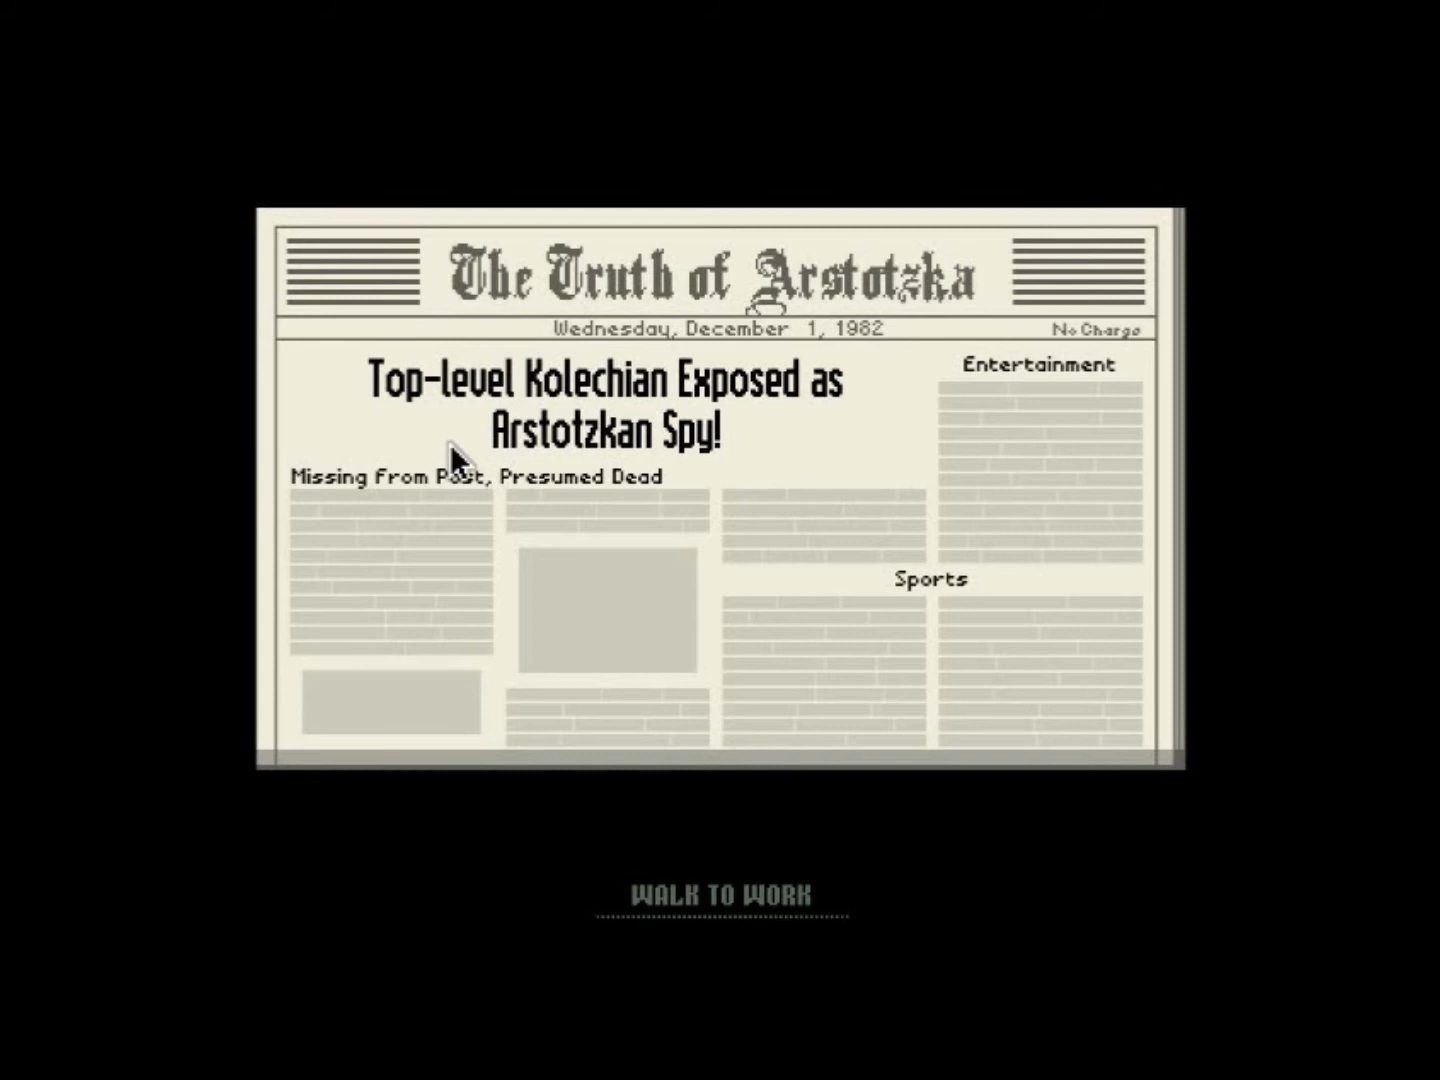 The Truth of Arstotzka
Wednesday, December 1, 1982
No Charge
Top-level Kolechian Exposed as
Arstotzkan Spy!
Missing From Post, Presumed Dead
Entertainment
Sports
WALK TO WORK